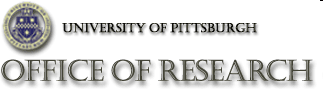 UNIVERSITY OF PITTSBURGH
OFFICE OF RESEARCH